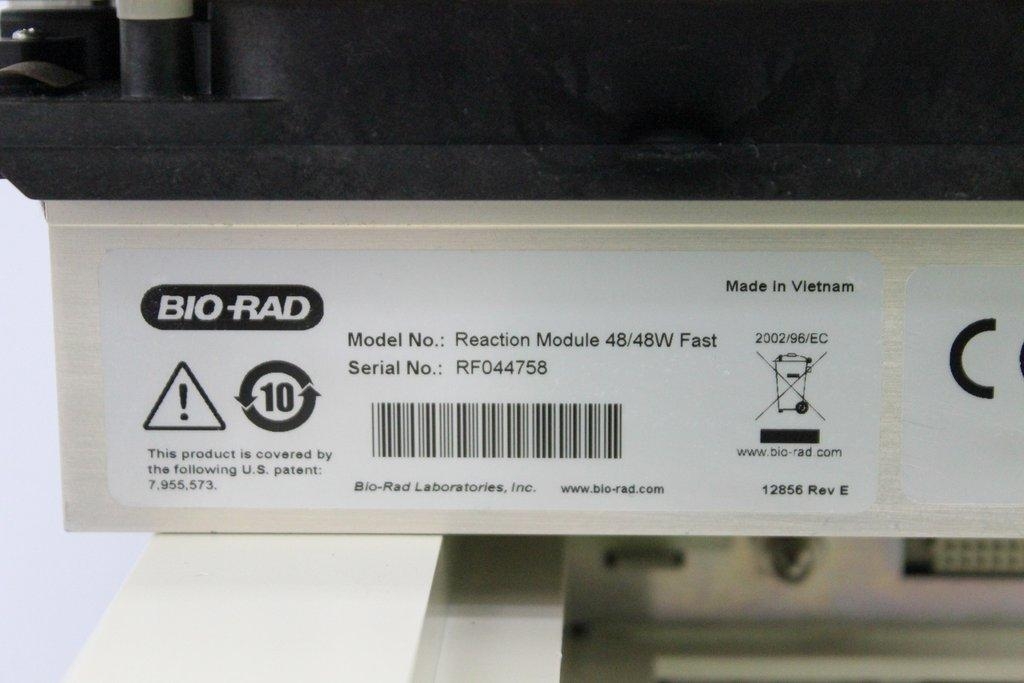 BIO-RAD
Made in Vietnam
Model No.: Reaction Module 48/48W Fast
Serial No.: RF044758
2002/96/EC
10
This product is covered by
the following U.S. patent:
7,955,573.
www.bio-rad.com
Bio-Rad Laboratories, Inc. www.bio-rad.com
12856 Rev E
C